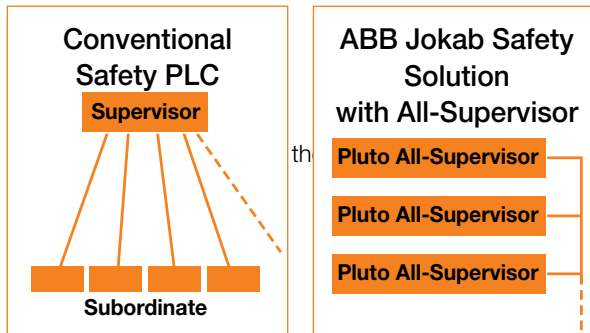 Conventional
Safety PLC
Supervisor
Subordinate
th
ABB Jokab Safety
Solution
with All-Supervisor
Pluto All-Supervisor
Pluto All-Supervisor
Pluto All-Supervisor